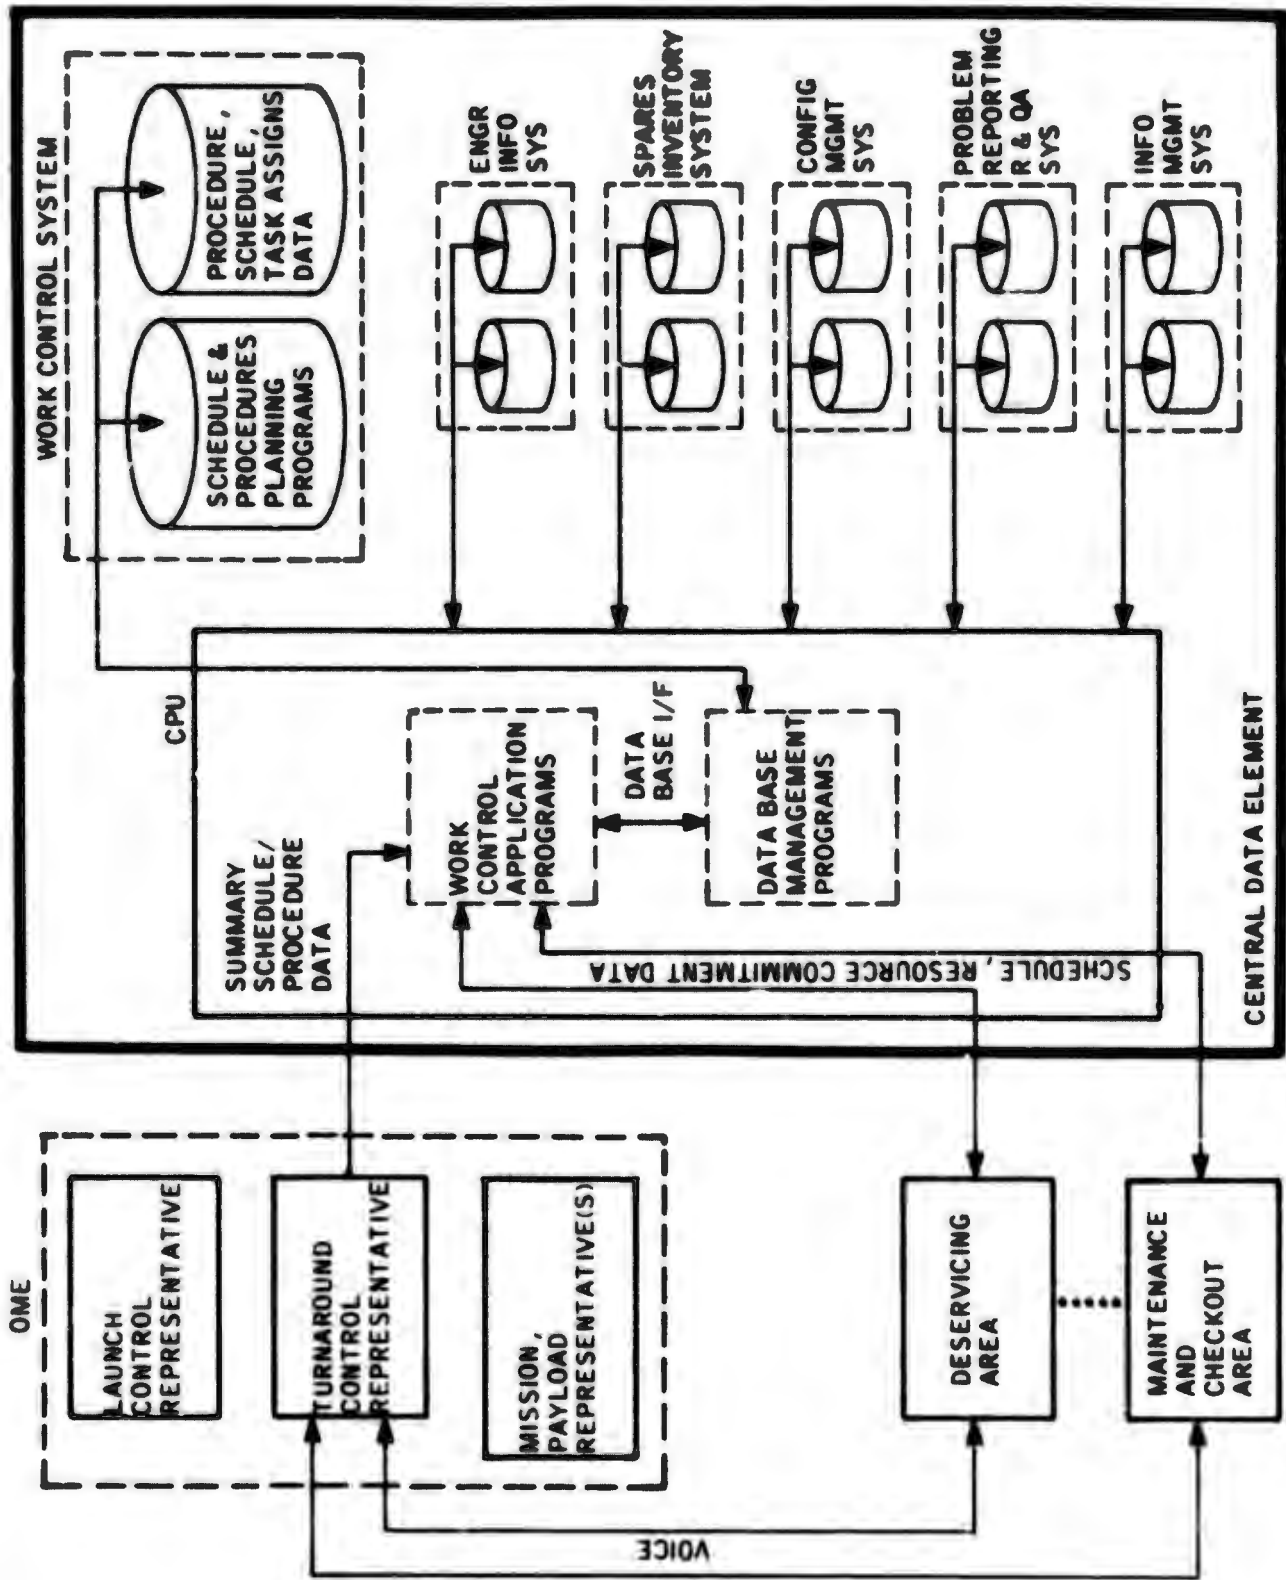 OME
LAUNCH
CONTROL
REPRESENTATIVE
TURNAROUND
CONTROL
REPRESENTATIVE
MISSION,
PAYLOAD
REPRESENTATIVE(S)
VOICE
DESERVICING
AREA
MAINTENANCE
AND
CHECKOUT
AREA
SUMMARY
SCHEDULE/
PROCEDURE
DATA
CPU
WORK
CONTROL
APPLICATION
PROGRAMS
DATA
BASE I/F
DATA BASE
MANAGEMENT
PROGRAMS
SCHEDULE, RESOURCE COMMITMENT DATA
CENTRAL DATA ELEMENT
WORK CONTROL SYSTEM
SCHEDULE &
PROCEDURES
PLANNING
PROGRAMS
PROCEDURE,
SCHEDULE,
TASK ASSIGNS
DATA
ENGR
INFO
SYS
SPARES
INVENTORY
SYSTEM
CONFIG
MGMT
SYS
PROBLEM
REPORTING
R & QA
SYS
INFO
MGMT
SYS